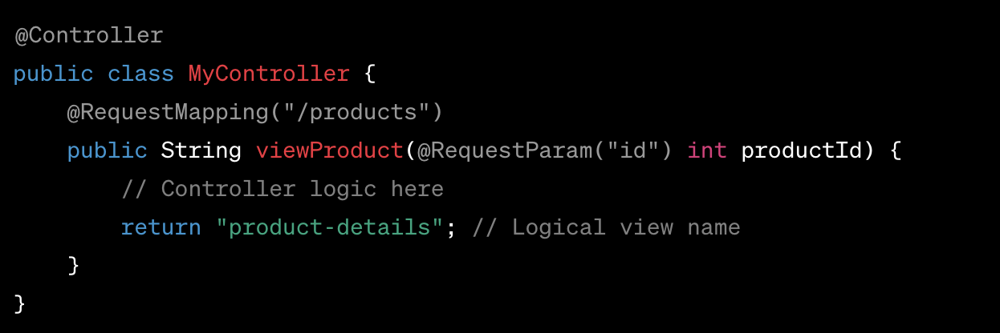 @Controller
public class MyController {
    @RequestMapping("/products")
    public String viewProduct(@RequestParam("id") int productId) {
        // Controller logic here
        return "product-details"; // Logical view name
    }
}